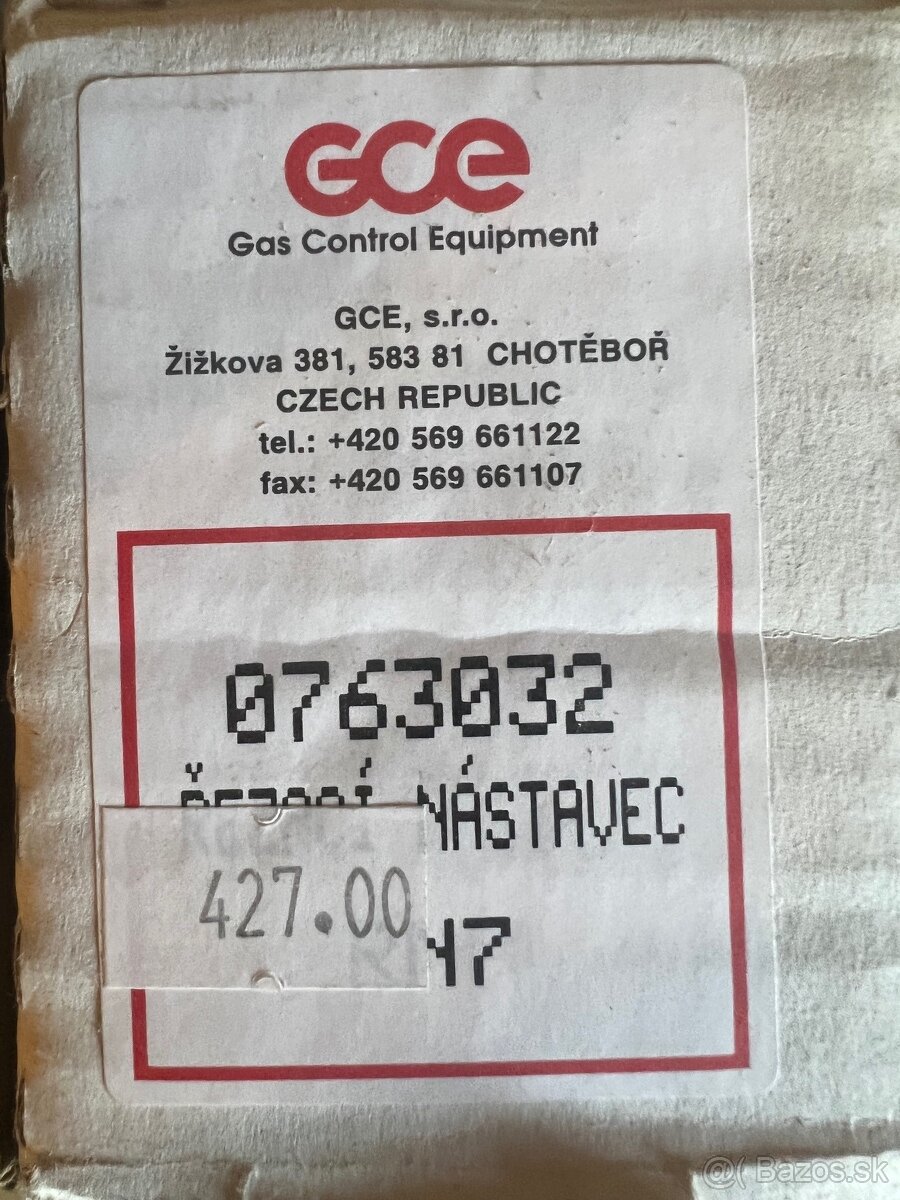 GCE
Gas Control Equipment
GCE, s.r.o.
Žižkova 381, 583 81 CHOTĚBOŘ
CZECH REPUBLIC
tel.: +420 569 661122
fax: +420 569 661107
0763032
ŘEZACÍ NÁSTAVEC
427.00
@( Bazos.sk